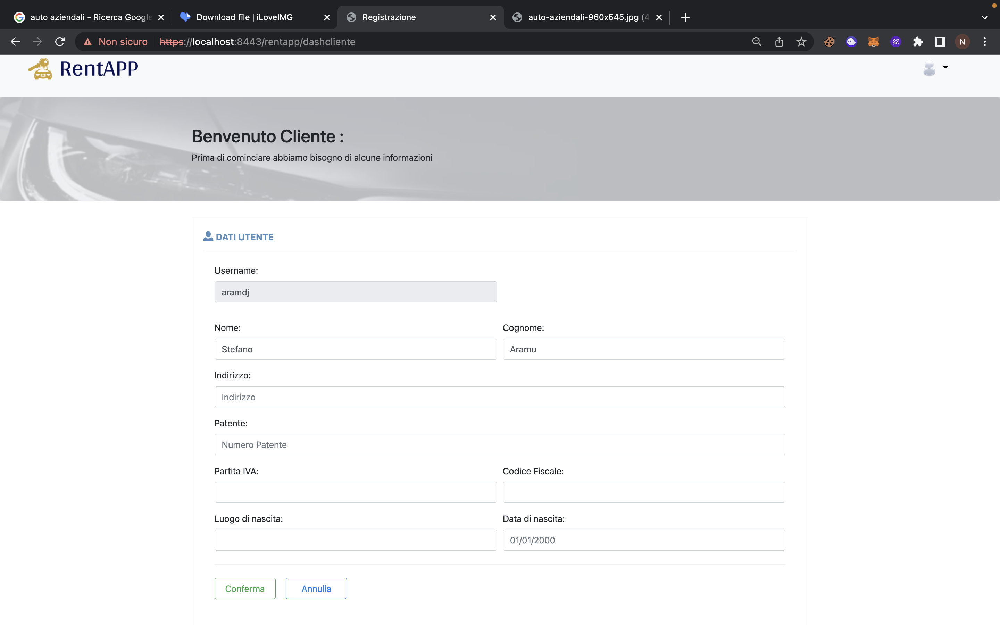 auto aziendali - Ricerca Google
Download file | iLoveIMG
Registrazione
auto-aziendali-960x545.jpg (4
Non sicuro
https://localhost:8443/rentapp/dashcliente
N
RentAPP
Benvenuto Cliente :
Prima di cominciare abbiamo bisogno di alcune informazioni
DATI UTENTE
Username:
aramdj
Nome:
Cognome:
Stefano
Aramu
Indirizzo:
Indirizzo
Patente:
Numero Patente
Partita IVA:
Codice Fiscale:
Luogo di nascita:
Data di nascita:
01/01/2000
Conferma
Annulla